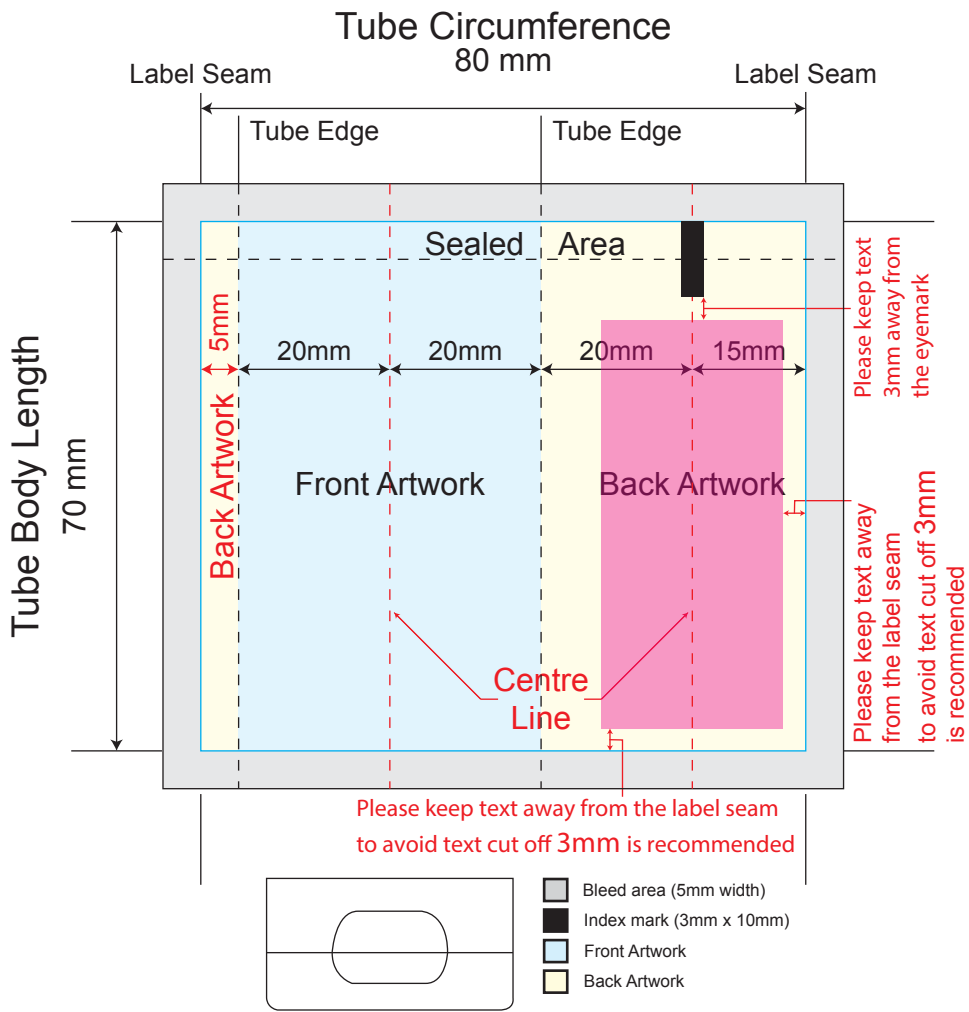 Tube Circumference
80 mm
Label Seam
Label Seam
Tube Edge
Tube Edge
Sealed Area
5mm
20mm
20mm
20mm
15mm
Tube Body Length
70 mm
Back Artwork
Front Artwork
Back Artwork
Please keep text
3mm away from
the eyemark
Please keep text away
from the label seam
to avoid text cut off 3mm
is recommended
Centre
Line
Please keep text away from the label seam
to avoid text cut off 3mm is recommended
Bleed area (5mm width)
Index mark (3mm x 10mm)
Front Artwork
Back Artwork